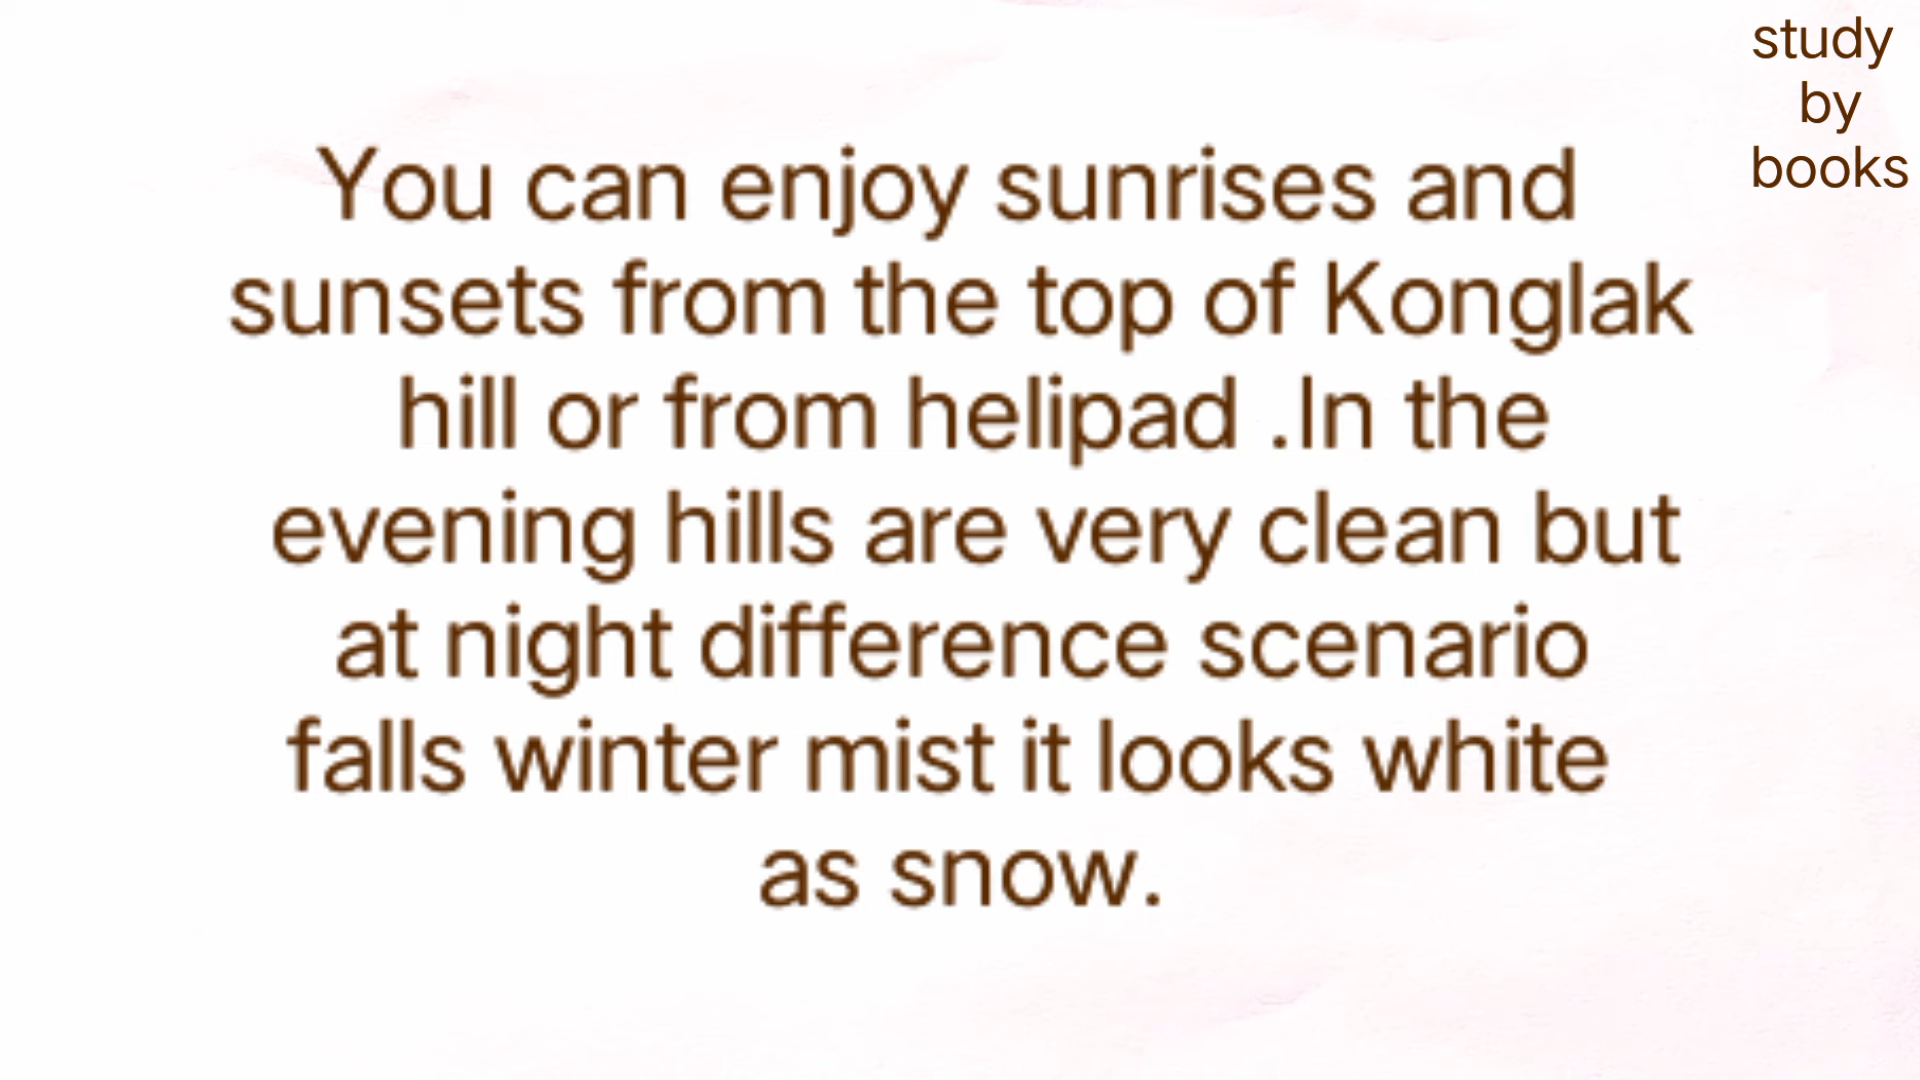 study
by
books
You can enjoy sunrises and
sunsets from the top of Konglak
hill or from helipad .In the
evening hills are very clean but
at night difference scenario
falls winter mist it looks white
as snow.